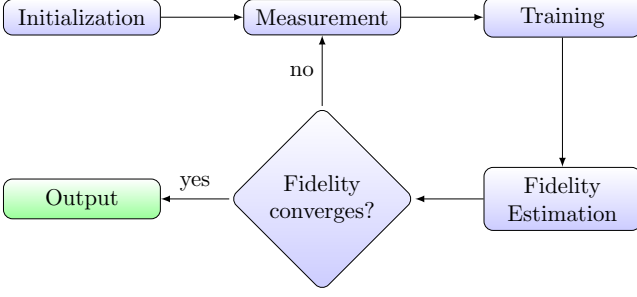 Initialization
Measurement
Training
no
Fidelity
converges?
yes
Output
Fidelity
Estimation